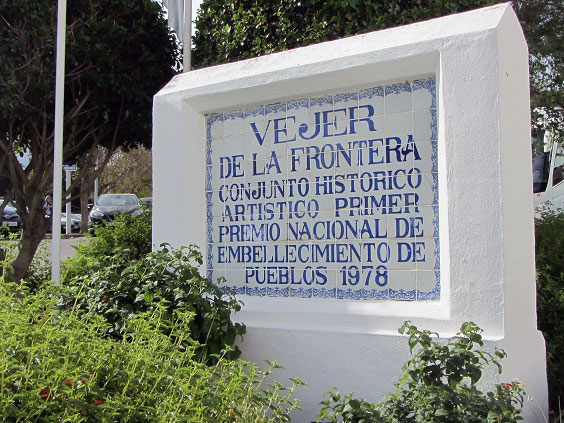 VEJER
DE LA FRONTERA
CONJUNTO HISTORICO
ARTISTICO PRIMER
PREMIO NACIONAL DE
EMBELLECIMIENTO DE
PUEBLOS 1978